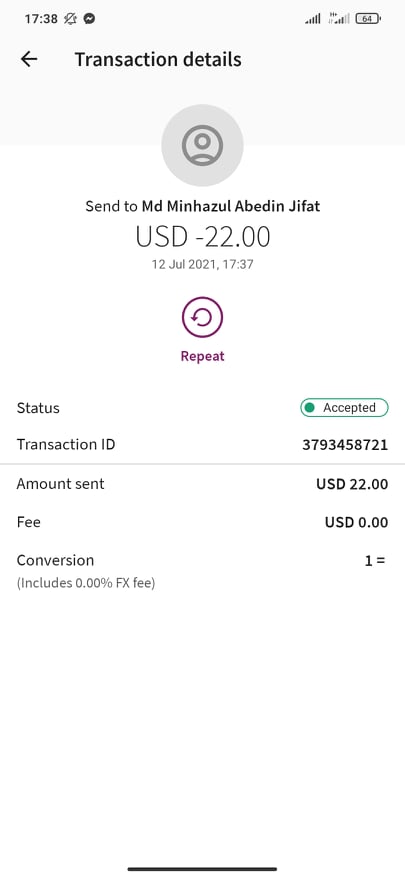 17:38
64
Transaction details
Send to Md Minhazul Abedin Jifat
USD -22.00
12 Jul 2021, 17:37
Repeat
Status Accepted
Transaction ID 3793458721
Amount sent USD 22.00
Fee USD 0.00
Conversion 1 =
(Includes 0.00% FX fee)